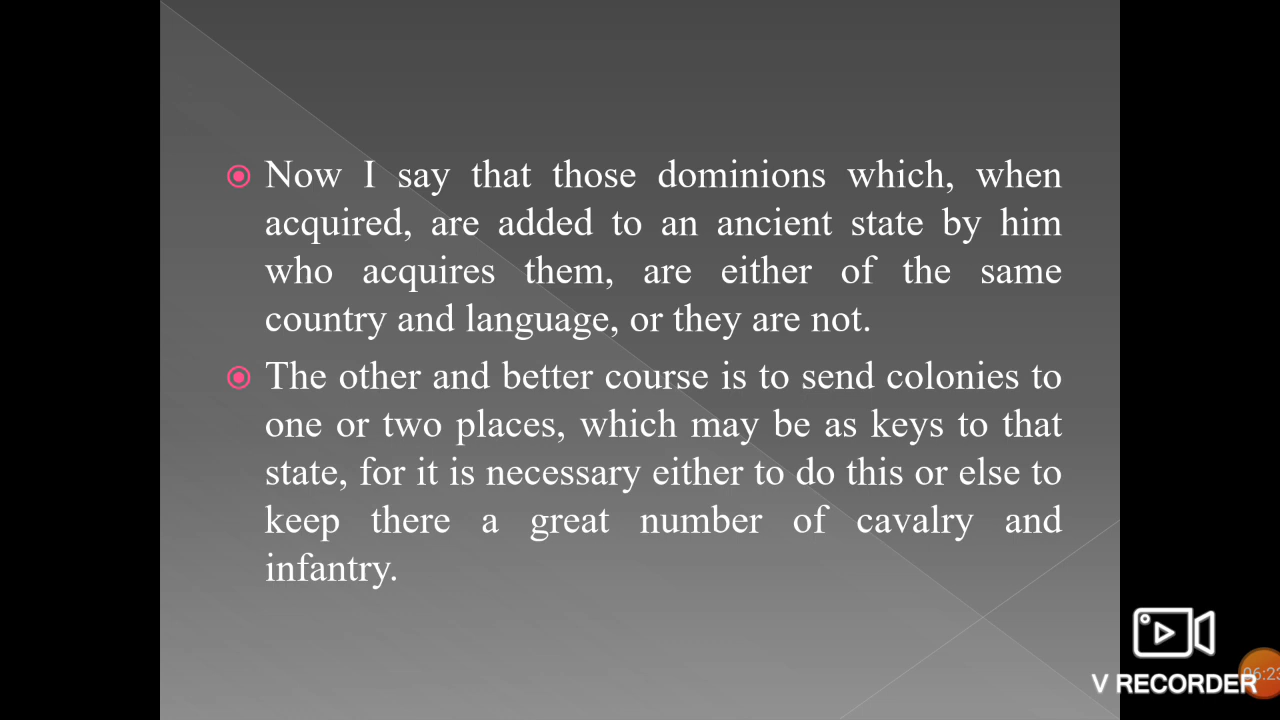 Now I say that those dominions which, when
acquired, are added to an ancient state by him
who acquires them, are either of the same
country and language, or they are not.
The other and better course is to send colonies to
one or two places, which may be as keys to that
state, for it is necessary either to do this or else to
keep there a great number of cavalry and
infantry.
V RECORDER
06:23